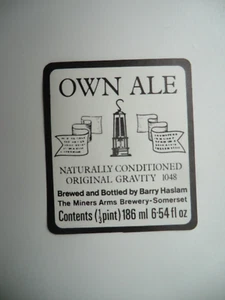 OWN ALE
NATURALLY CONDITIONED
ORIGINAL GRAVITY 1048
Brewed and Bottled by Barry Haslam
The Miners Arms Brewery-Somerset
Contents (⅓pint) 186 ml 6·54 fl oz